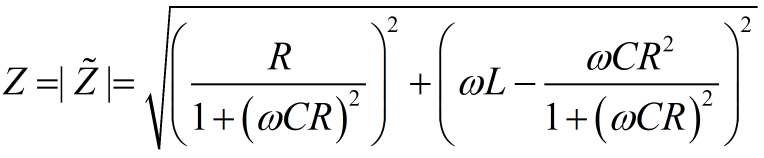 Z =| Z̃ |= √((R / (1+(ωCR)²))² + (ωL − ωCR² / (1+(ωCR)²))²)